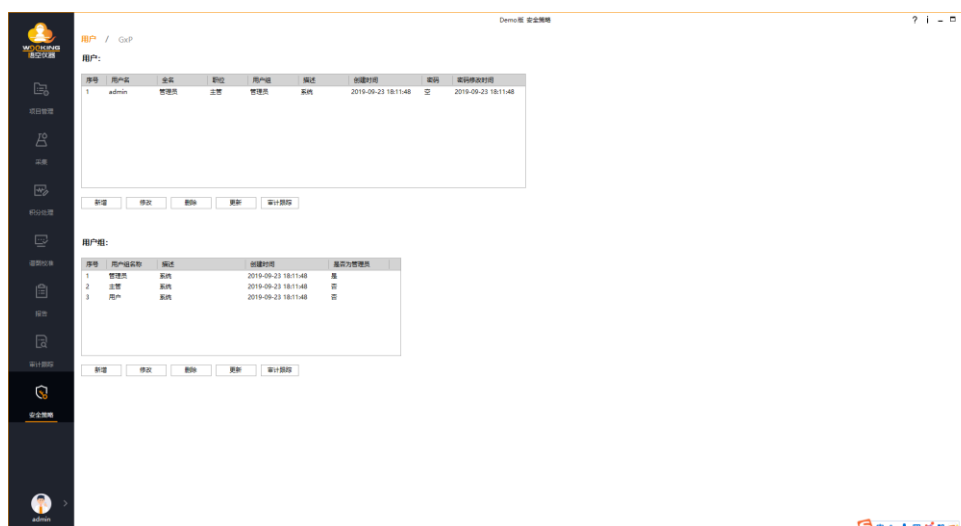 Demo版 安全策略
? i
WOOKING
悟空仪器
用户 / GxP
用户:
序号 用户名 全名 职位 用户组 描述 创建时间 密码 密码修改时间
1 admin 管理员 主管 管理员 系统 2019-09-23 18:11:48 空 2019-09-23 18:11:48
新增 修改 删除 更新 审计跟踪
用户组:
序号 用户组名称 描述 创建时间 是否为管理员
1 管理员 系统 2019-09-23 18:11:48 是
2 主管 系统 2019-09-23 18:11:48 否
3 用户 系统 2019-09-23 18:11:48 否
新增 修改 删除 更新 审计跟踪
项目管理
采集
积分处理
报告
审计跟踪
安全策略
admin